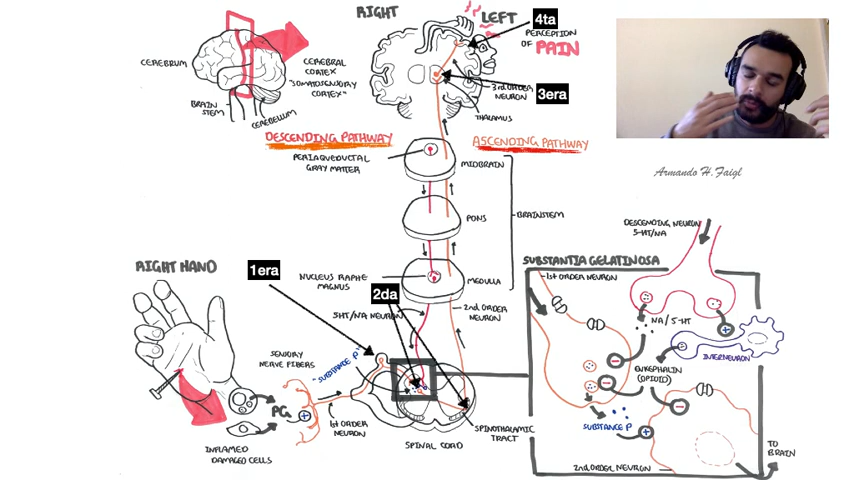 RIGHT
LEFT
4ta
PERCEPTION
OF PAIN
CEREBRUM
CEREBRAL
CORTEX
"SOMATOSENSORY
CORTEX"
BRAIN
STEM
CEREBELLUM
3RD ORDER
NEURON
3era
THALAMUS
DESCENDING PATHWAY
ASCENDING PATHWAY
PERIAQUEDUCTAL
GRAY MATTER
MIDBRAIN
Armando H. Faigl
PONS
BRAINSTEM
DESCENDING NEURON
5-HT/NA
RIGHT HAND
1era
NUCLEUS RAPHE
MAGNUS
MEDULLA
SUBSTANTIA GELATINOSA
1ST ORDER NEURON
2da
5HT/NA NEURON
2ND ORDER
NEURON
NA/5-HT
+
INTERNEURON
SENSORY
NERVE FIBERS
"SUBSTANCE P"
ENKEPHALIN
(OPIOID)
PG
+
1ST ORDER
NEURON
SUBSTANCE P
+
SPINOTHALAMIC
TRACT
SPINAL CORD
INFLAMED
DAMAGED CELLS
2ND ORDER NEURON
TO
BRAIN